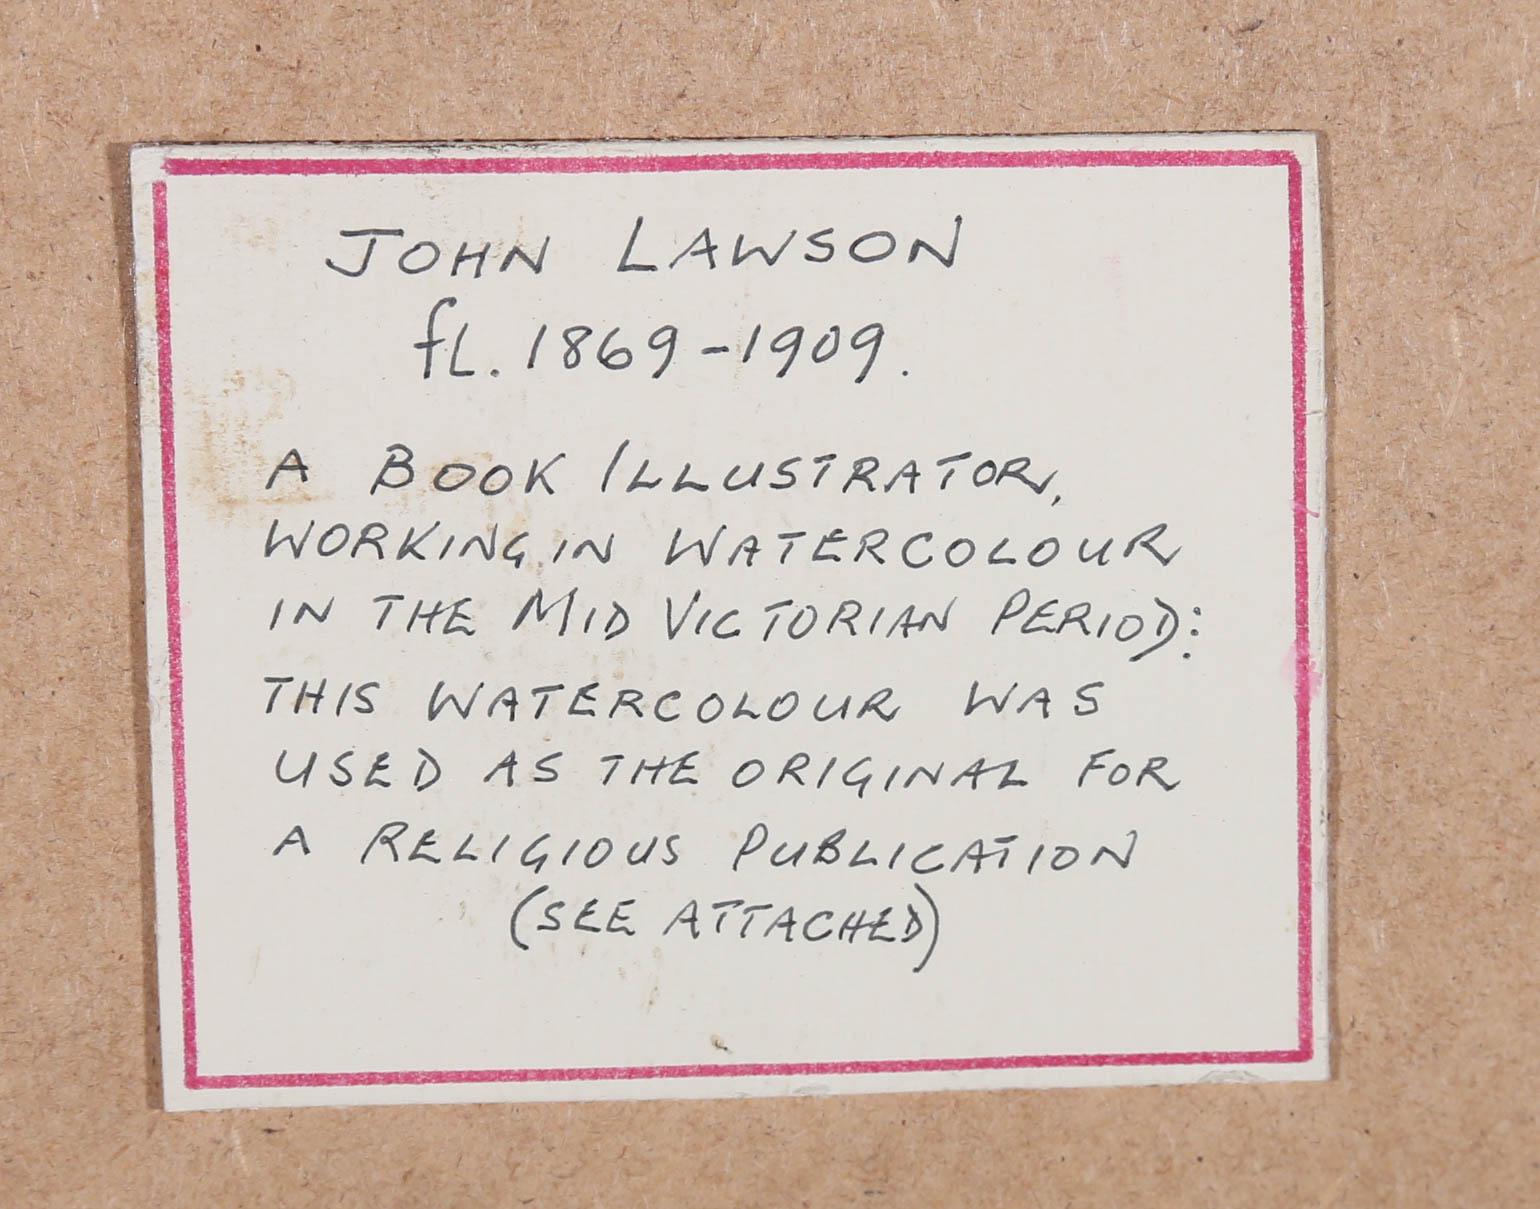 JOHN LAWSON
fL. 1869-1909.
A BOOK ILLUSTRATOR,
WORKING IN WATERCOLOUR
IN THE MID VICTORIAN PERIOD:
THIS WATERCOLOUR WAS
USED AS THE ORIGINAL FOR
A RELIGIOUS PUBLICATION
(SEE ATTACHED)